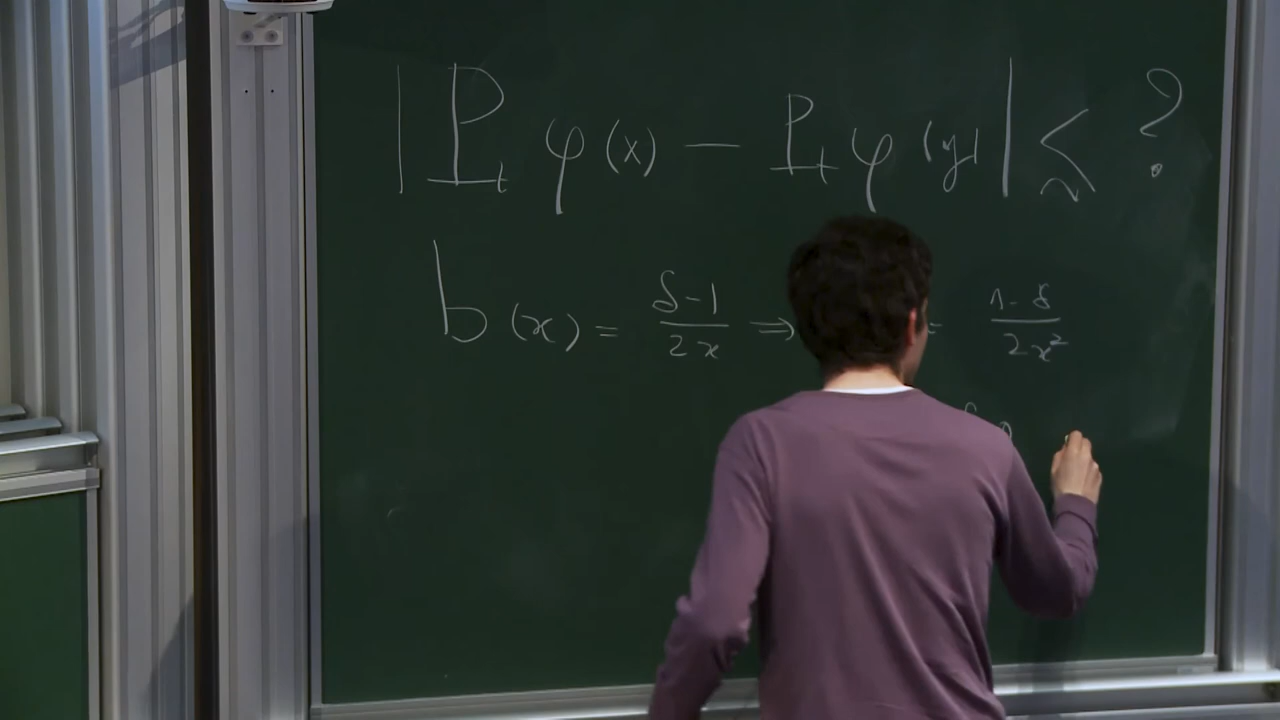 |P_t φ(x) — P_t φ(y)| ≲ ?
b(x) = δ-1 / 2x ⇒ = 1-δ / 2x²